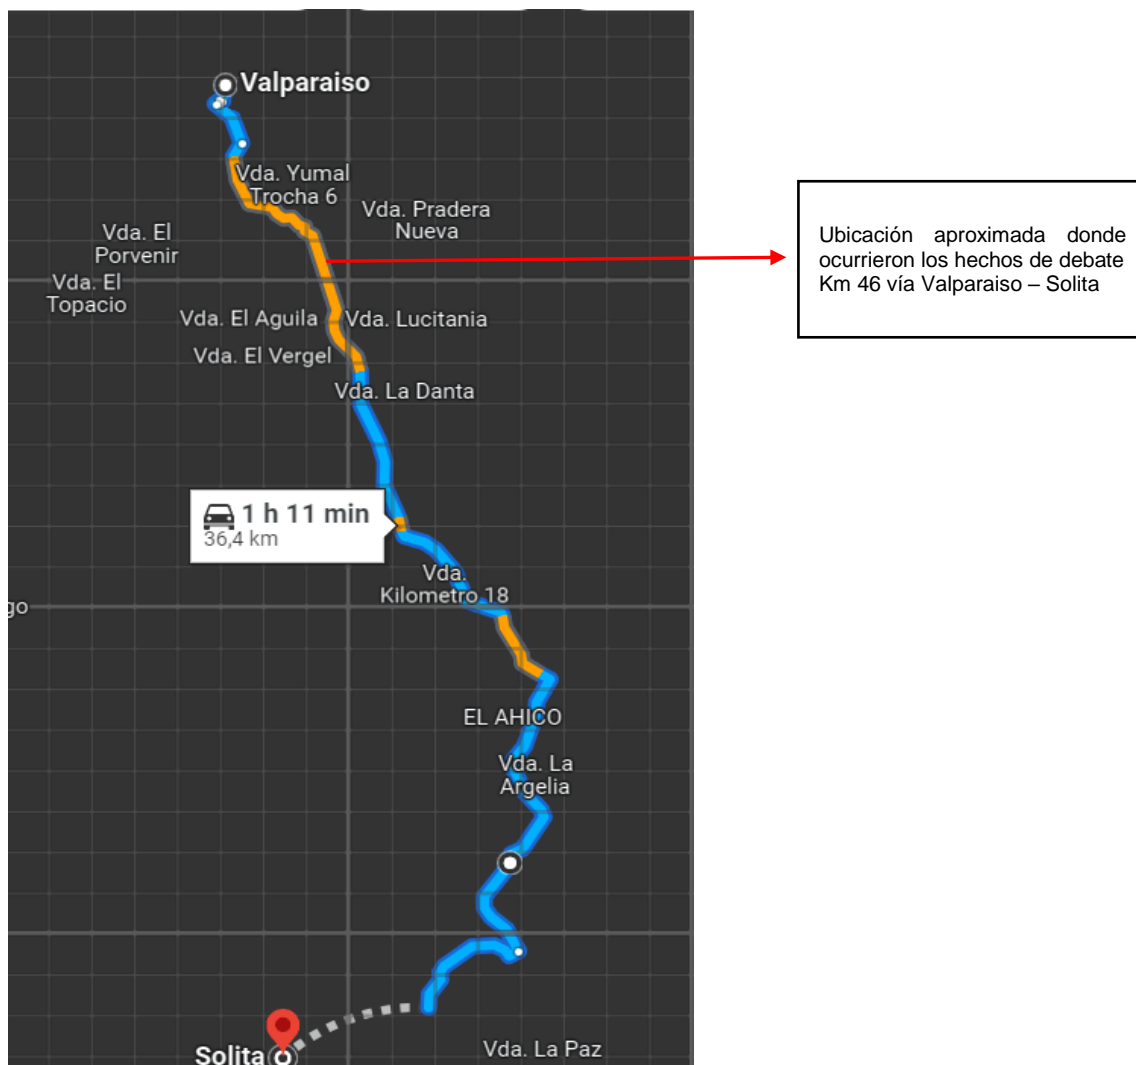 Valparaiso
Vda. Yumal
Trocha 6
Vda. Pradera
Nueva
Vda. El
Porvenir
Vda. El
Topacio
Vda. El Aguila
Vda. Lucitania
Vda. El Vergel
Vda. La Danta
1 h 11 min
36,4 km
Vda.
Kilometro 18
go
EL AHICO
Vda. La
Argelia
Solita
Vda. La Paz
Ubicación aproximada donde
ocurrieron los hechos de debate
Km 46 vía Valparaiso – Solita